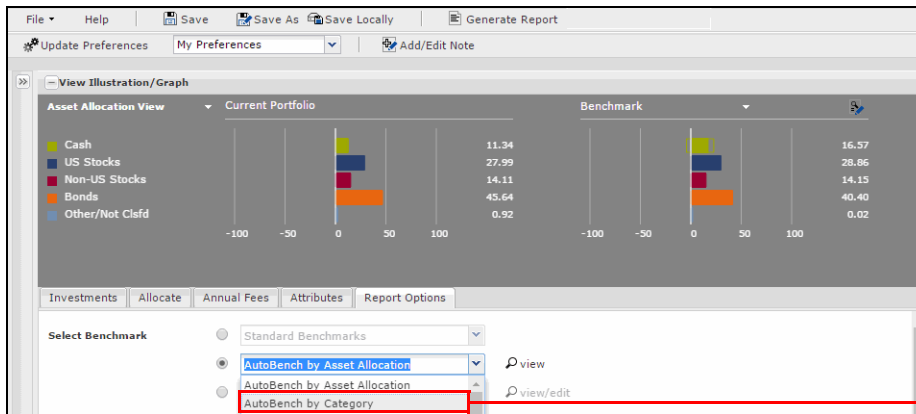 File Help Save Save As Save Locally Generate Report
Update Preferences My Preferences Add/Edit Note
View Illustration/Graph
Asset Allocation View Current Portfolio Benchmark
Cash 11.34 16.57
US Stocks 27.99 28.86
Non-US Stocks 14.11 14.15
Bonds 45.64 40.40
Other/Not Clsfd 0.92 0.02
-100 -50 0 50 100 -100 -50 0 50 100
Investments Allocate Annual Fees Attributes Report Options
Select Benchmark Standard Benchmarks
AutoBench by Asset Allocation view
AutoBench by Asset Allocation view/edit
AutoBench by Category